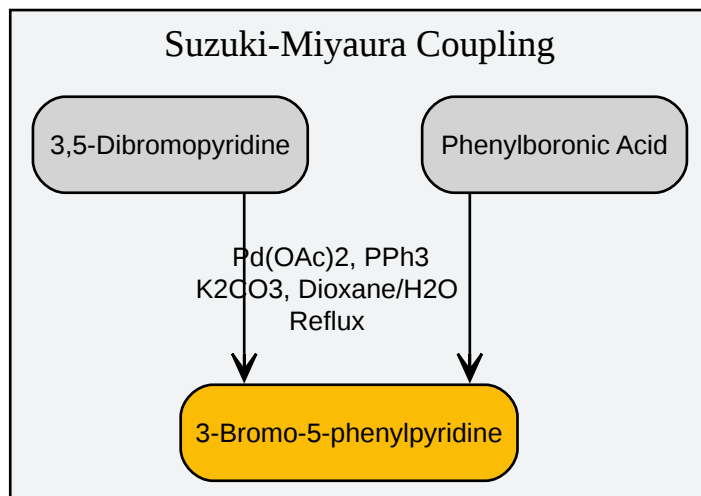 Suzuki-Miyaura Coupling
3,5-Dibromopyridine
Phenylboronic Acid
Pd(OAc)2, PPh3
K2CO3, Dioxane/H2O
Reflux
3-Bromo-5-phenylpyridine